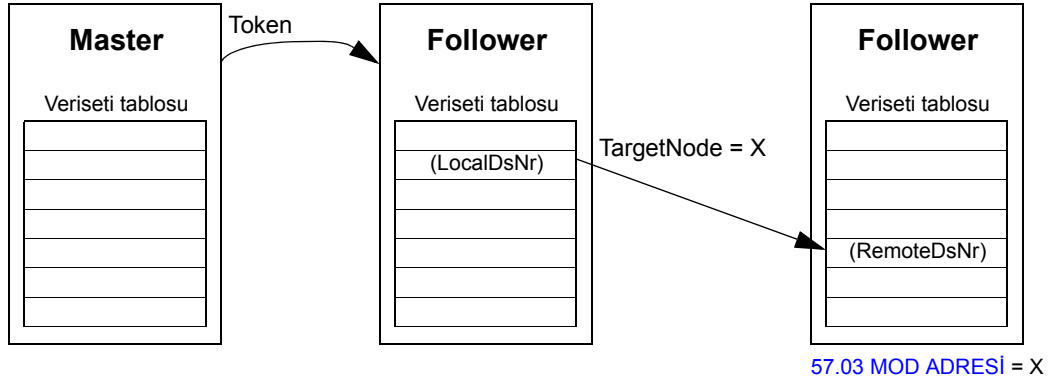 Master
Token
Follower
Follower
Veriseti tablosu
Veriseti tablosu
Veriseti tablosu
(LocalDsNr)
TargetNode = X
(RemoteDsNr)
57.03 MOD ADRESİ = X